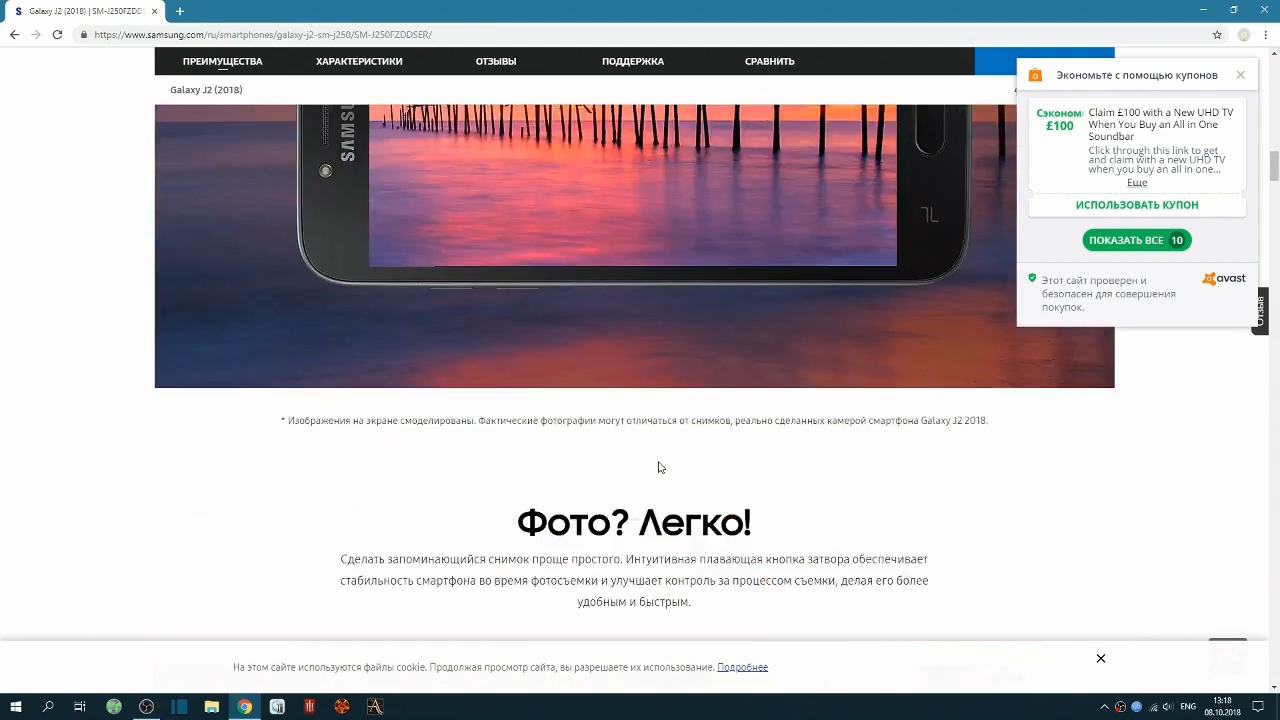 Galaxy J2 (2018) | SM-J250FZDDS
https://www.samsung.com/ru/smartphones/galaxy-j2-sm-j250/SM-J250FZDDSER/
ПРЕИМУЩЕСТВА ХАРАКТЕРИСТИКИ ОТЗЫВЫ ПОДДЕРЖКА СРАВНИТЬ
Galaxy J2 (2018)
SAMSUNG
Экономьте с помощью купонов
Сэконом
£100
Claim £100 with a New UHD TV
When You Buy an All in One
Soundbar
Click through this link to get
and claim with a new UHD TV
when you buy an all in one...
Еще
ИСПОЛЬЗОВАТЬ КУПОН
ПОКАЗАТЬ ВСЕ 10
Этот сайт проверен и
безопасен для совершения
покупок.
avast
Отзыв
* Изображения на экране смоделированы. Фактические фотографии могут отличаться от снимков, реально сделанных камерой смартфона Galaxy J2 2018.
Фото? Легко!
Сделать запоминающийся снимок проще простого. Интуитивная плавающая кнопка затвора обеспечивает
стабильность смартфона во время фотосъемки и улучшает контроль за процессом съемки, делая его более
удобным и быстрым.
На этом сайте используются файлы cookie. Продолжая просмотр сайта, вы разрешаете их использование. Подробнее
ENG
13:18
08.10.2018